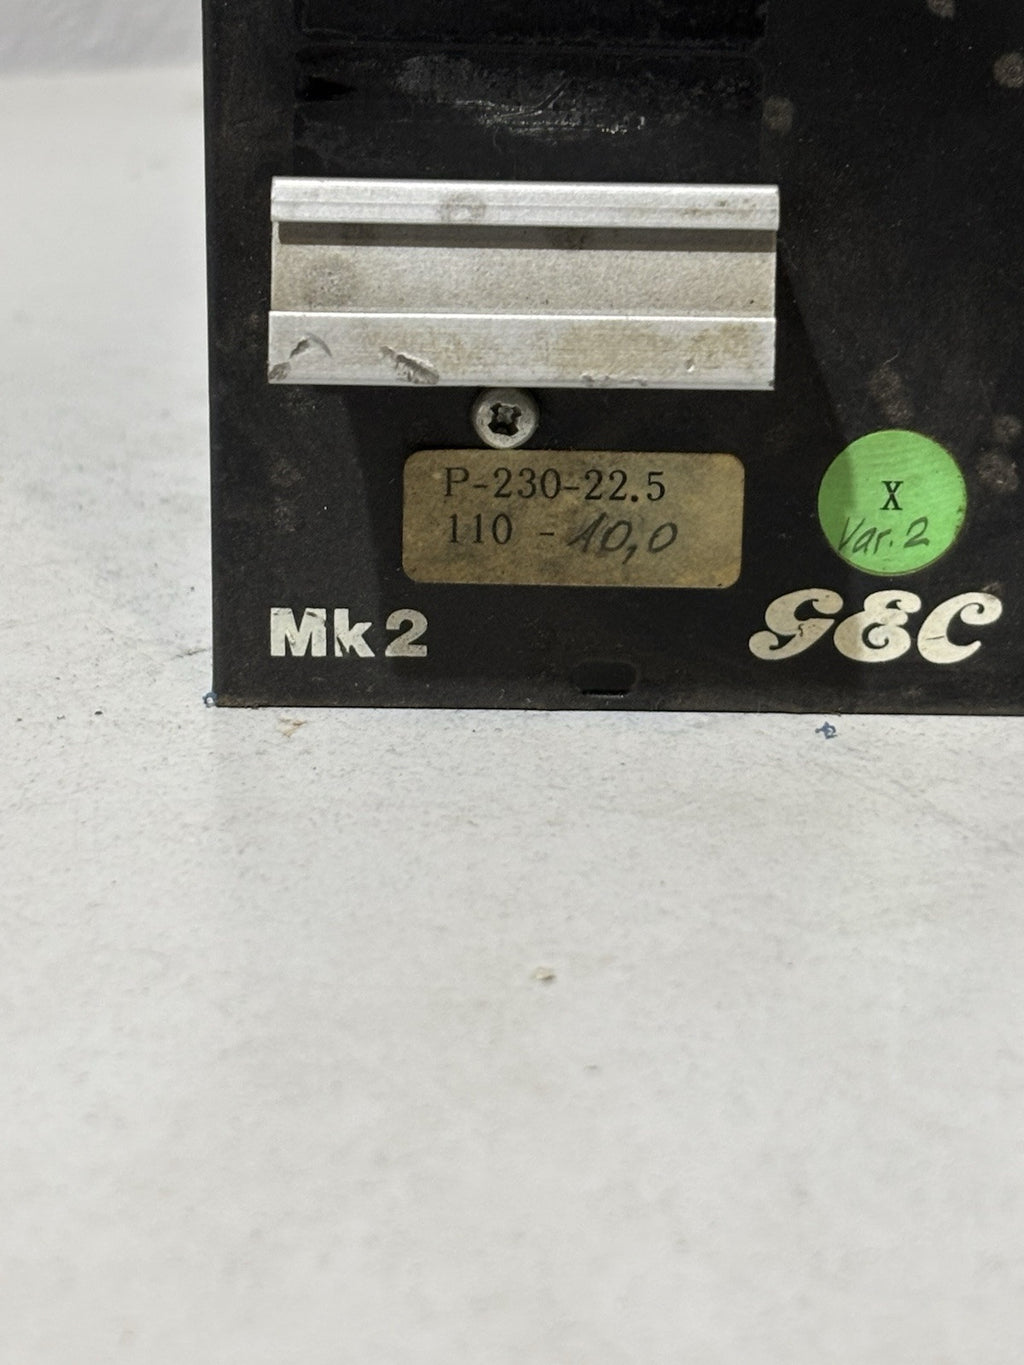 P-230-22.5
110 - 10,0
X
Var. 2
Mk2
GEC